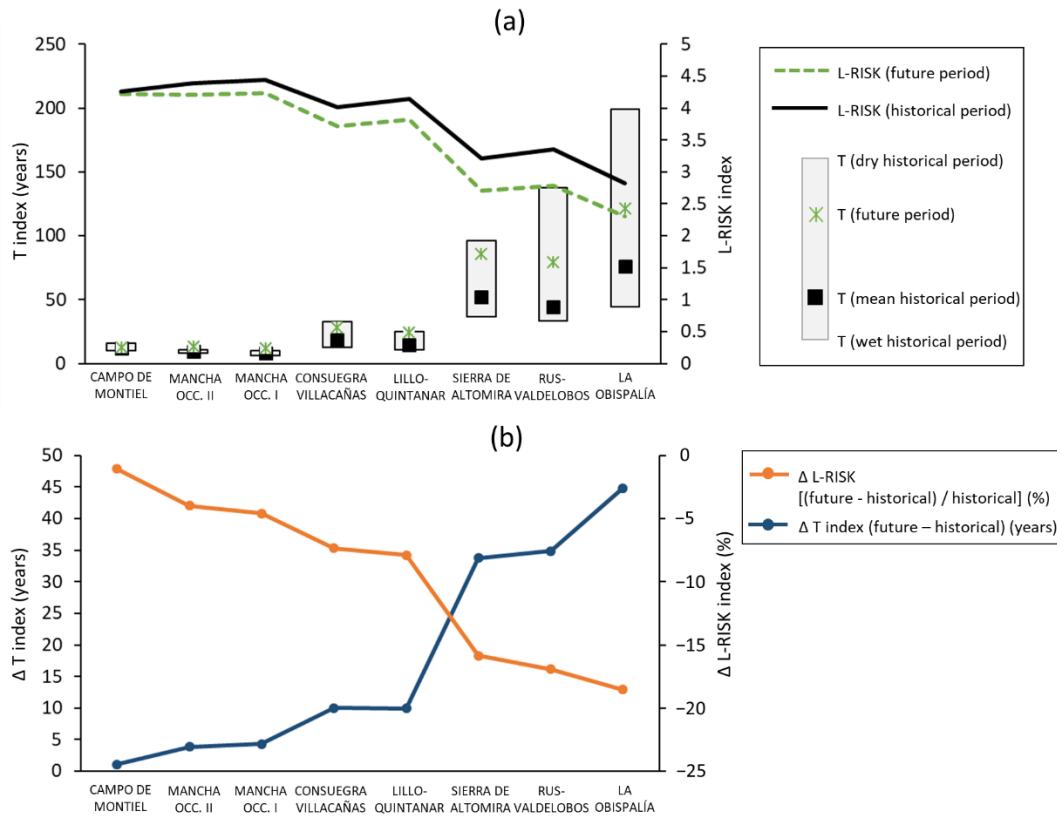 (a)
T index (years)
250
200
150
100
50
0
5
4.5
4
3.5
3
2.5
2
1.5
1
0.5
0
L-RISK index
CAMPO DE
MONTIEL
MANCHA
OCC. II
MANCHA
OCC. I
CONSUEGRA
VILLACAÑAS
LILLO-
QUINTANAR
SIERRA DE
ALTOMIRA
RUS-
VALDELOBOS
LA
OBISPALÍA
L-RISK (future period)
L-RISK (historical period)
T (dry historical period)
T (future period)
T (mean historical period)
T (wet historical period)
(b)
Δ T index (years)
50
45
40
35
30
25
20
15
10
5
0
0
−5
−10
−15
−20
−25
Δ L-RISK index (%)
CAMPO DE
MONTIEL
MANCHA
OCC. II
MANCHA
OCC. I
CONSUEGRA
VILLACAÑAS
LILLO-
QUINTANAR
SIERRA DE
ALTOMIRA
RUS-
VALDELOBOS
LA
OBISPALÍA
Δ L-RISK
[(future - historical) / historical] (%)
Δ T index (future – historical) (years)